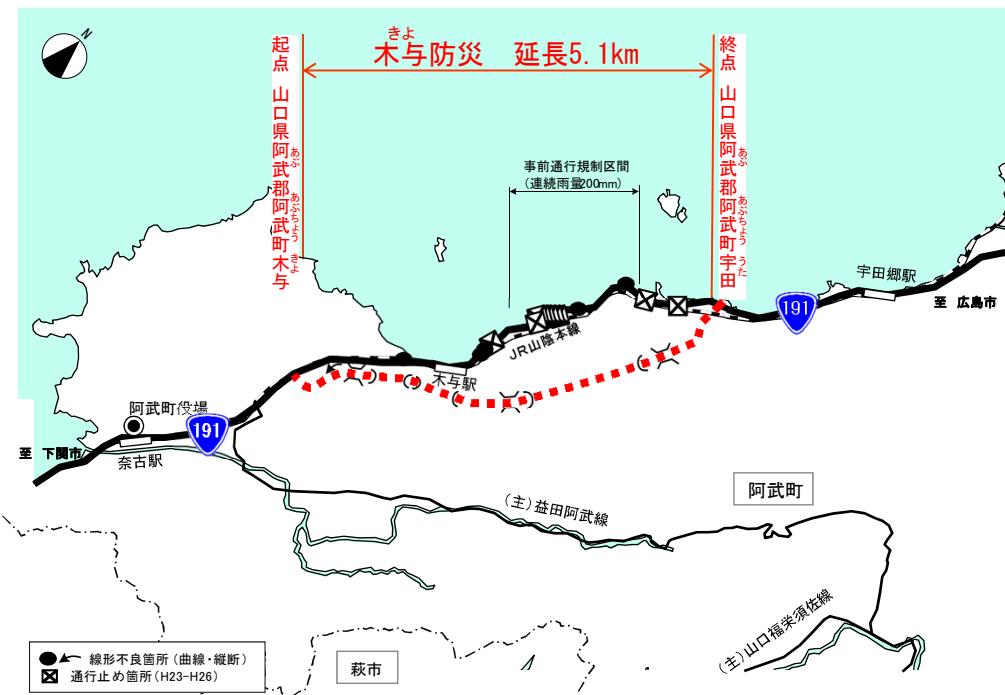 N
きよ
木与防災 延長5.1km
起点 山口県阿武郡阿武町木与
あぶ あぶちょう きよ
終点 山口県阿武郡阿武町宇田
あぶ あぶちょう うた
事前通行規制区間
(連続雨量200mm)
宇田郷駅
至 広島市
191
JR山陰本線
木与駅
阿武町役場
191
至 下関市
奈古駅
阿武町
(主)益田阿武線
(主)山口福栄須佐線
萩市
線形不良箇所(曲線・縦断)
通行止め箇所(H23-H26)